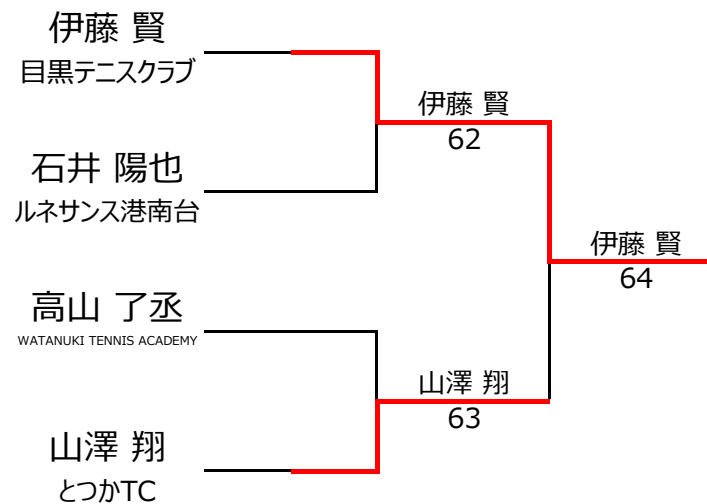 伊藤 賢
目黒テニスクラブ
伊藤 賢
62
石井 陽也
ルネサンス港南台
伊藤 賢
64
高山 了丞
WATANUKI TENNIS ACADEMY
山澤 翔
63
山澤 翔
とつかTC